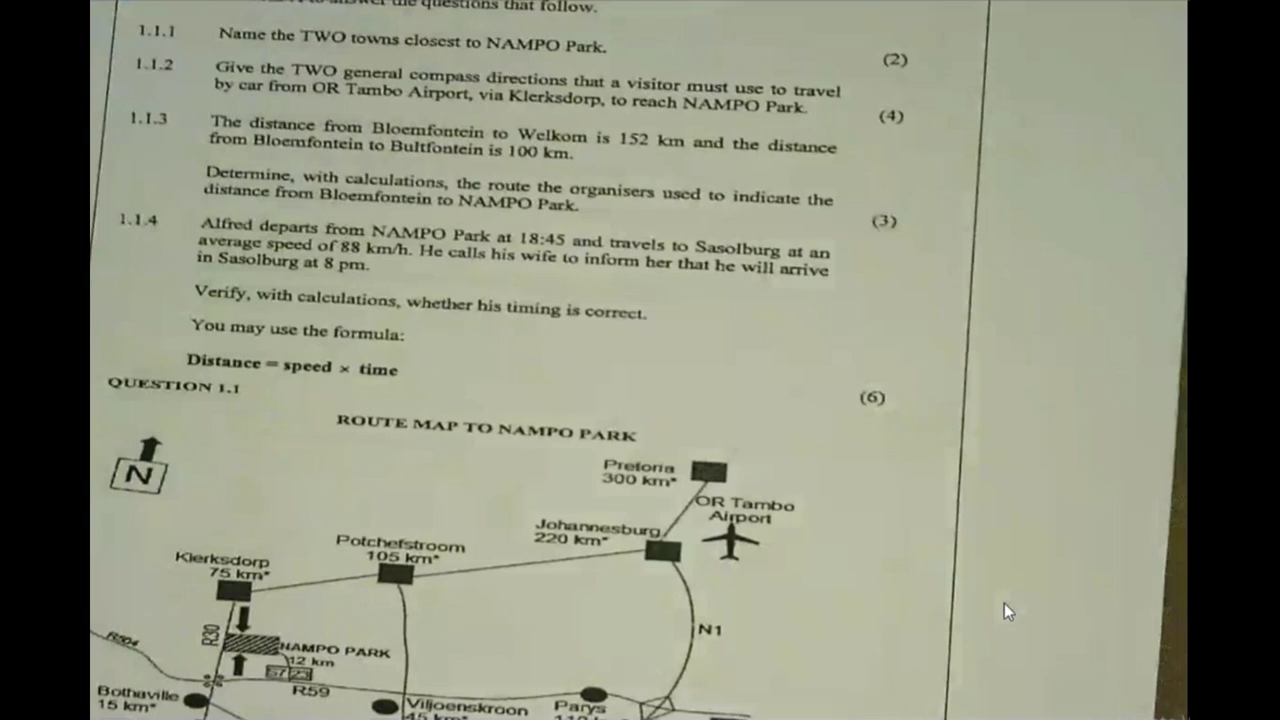 the questions that follow.
1.1.1 Name the TWO towns closest to NAMPO Park. (2)
1.1.2 Give the TWO general compass directions that a visitor must use to travel
by car from OR Tambo Airport, via Klerksdorp, to reach NAMPO Park. (4)
1.1.3 The distance from Bloemfontein to Welkom is 152 km and the distance
from Bloemfontein to Bultfontein is 100 km.
Determine, with calculations, the route the organisers used to indicate the
distance from Bloemfontein to NAMPO Park. (3)
1.1.4 Alfred departs from NAMPO Park at 18:45 and travels to Sasolburg at an
average speed of 88 km/h. He calls his wife to inform her that he will arrive
in Sasolburg at 8 pm.
Verify, with calculations, whether his timing is correct.
You may use the formula:
Distance = speed × time
(6)
QUESTION 1.1
ROUTE MAP TO NAMPO PARK
N
Pretoria
300 km*
OR Tambo
Airport
Johannesburg
220 km*
Potchefstroom
105 km*
Klerksdorp
75 km*
N1
R30
R504
NAMPO PARK
12 km
R59
Bothaville
15 km*
Viljoenskroon
45 km*
Parys